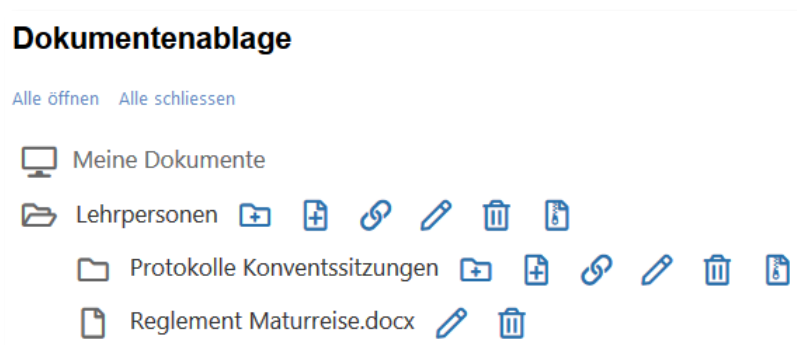 Dokumentenablage
Alle öffnen Alle schliessen
Meine Dokumente
Lehrpersonen
Protokolle Konventssitzungen
Reglement Maturreise.docx